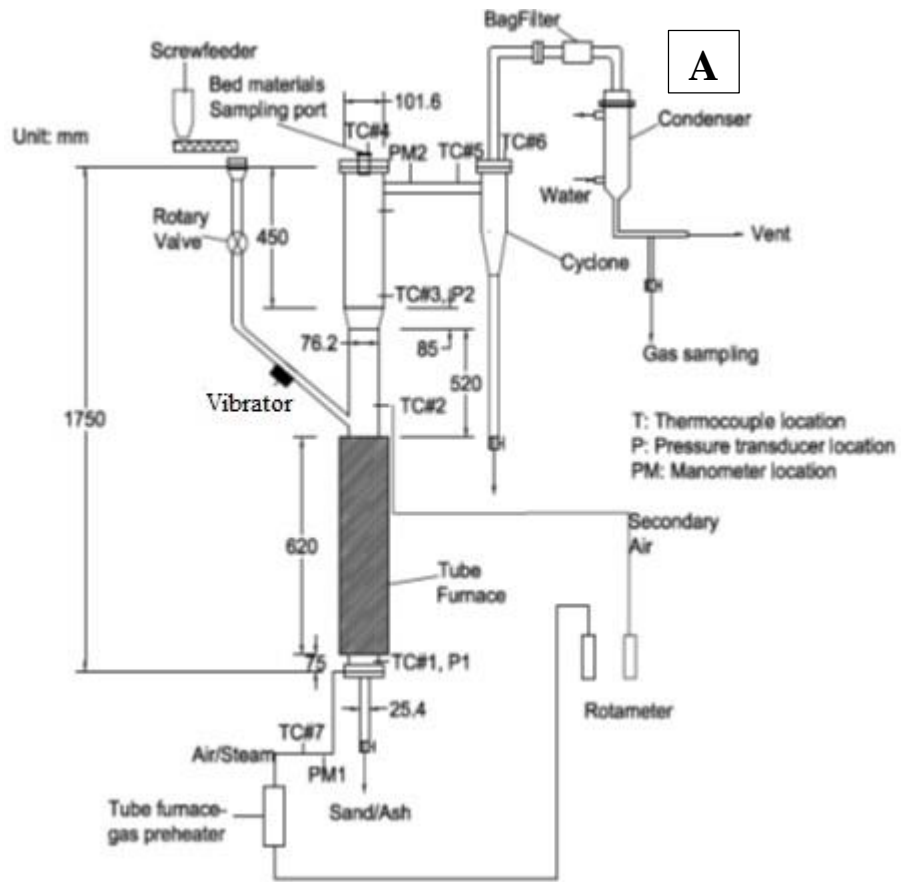 BagFilter
A
Screwfeeder
Bed materials
Sampling port
101.6
Condenser
Unit: mm
TC#4
PM2
TC#5
TC#6
Water
Rotary
Valve
450
Vent
Cyclone
TC#3, P2
76.2
85
Gas sampling
520
Vibrator
TC#2
1750
T: Thermocouple location
P: Pressure transducer location
PM: Manometer location
Secondary
Air
620
Tube
Furnace
75
TC#1, P1
25.4
Rotameter
TC#7
Air/Steam
PM1
Sand/Ash
Tube furnace-
gas preheater